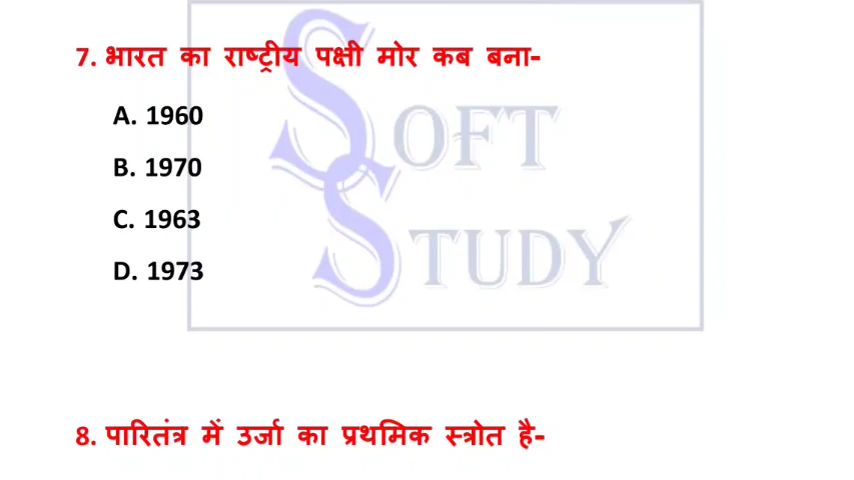 7. भारत का राष्ट्रीय पक्षी मोर कब बना-
A. 1960
B. 1970
C. 1963
D. 1973
SOFT
STUDY
8. पारितंत्र में उर्जा का प्रथमिक स्त्रोत है-